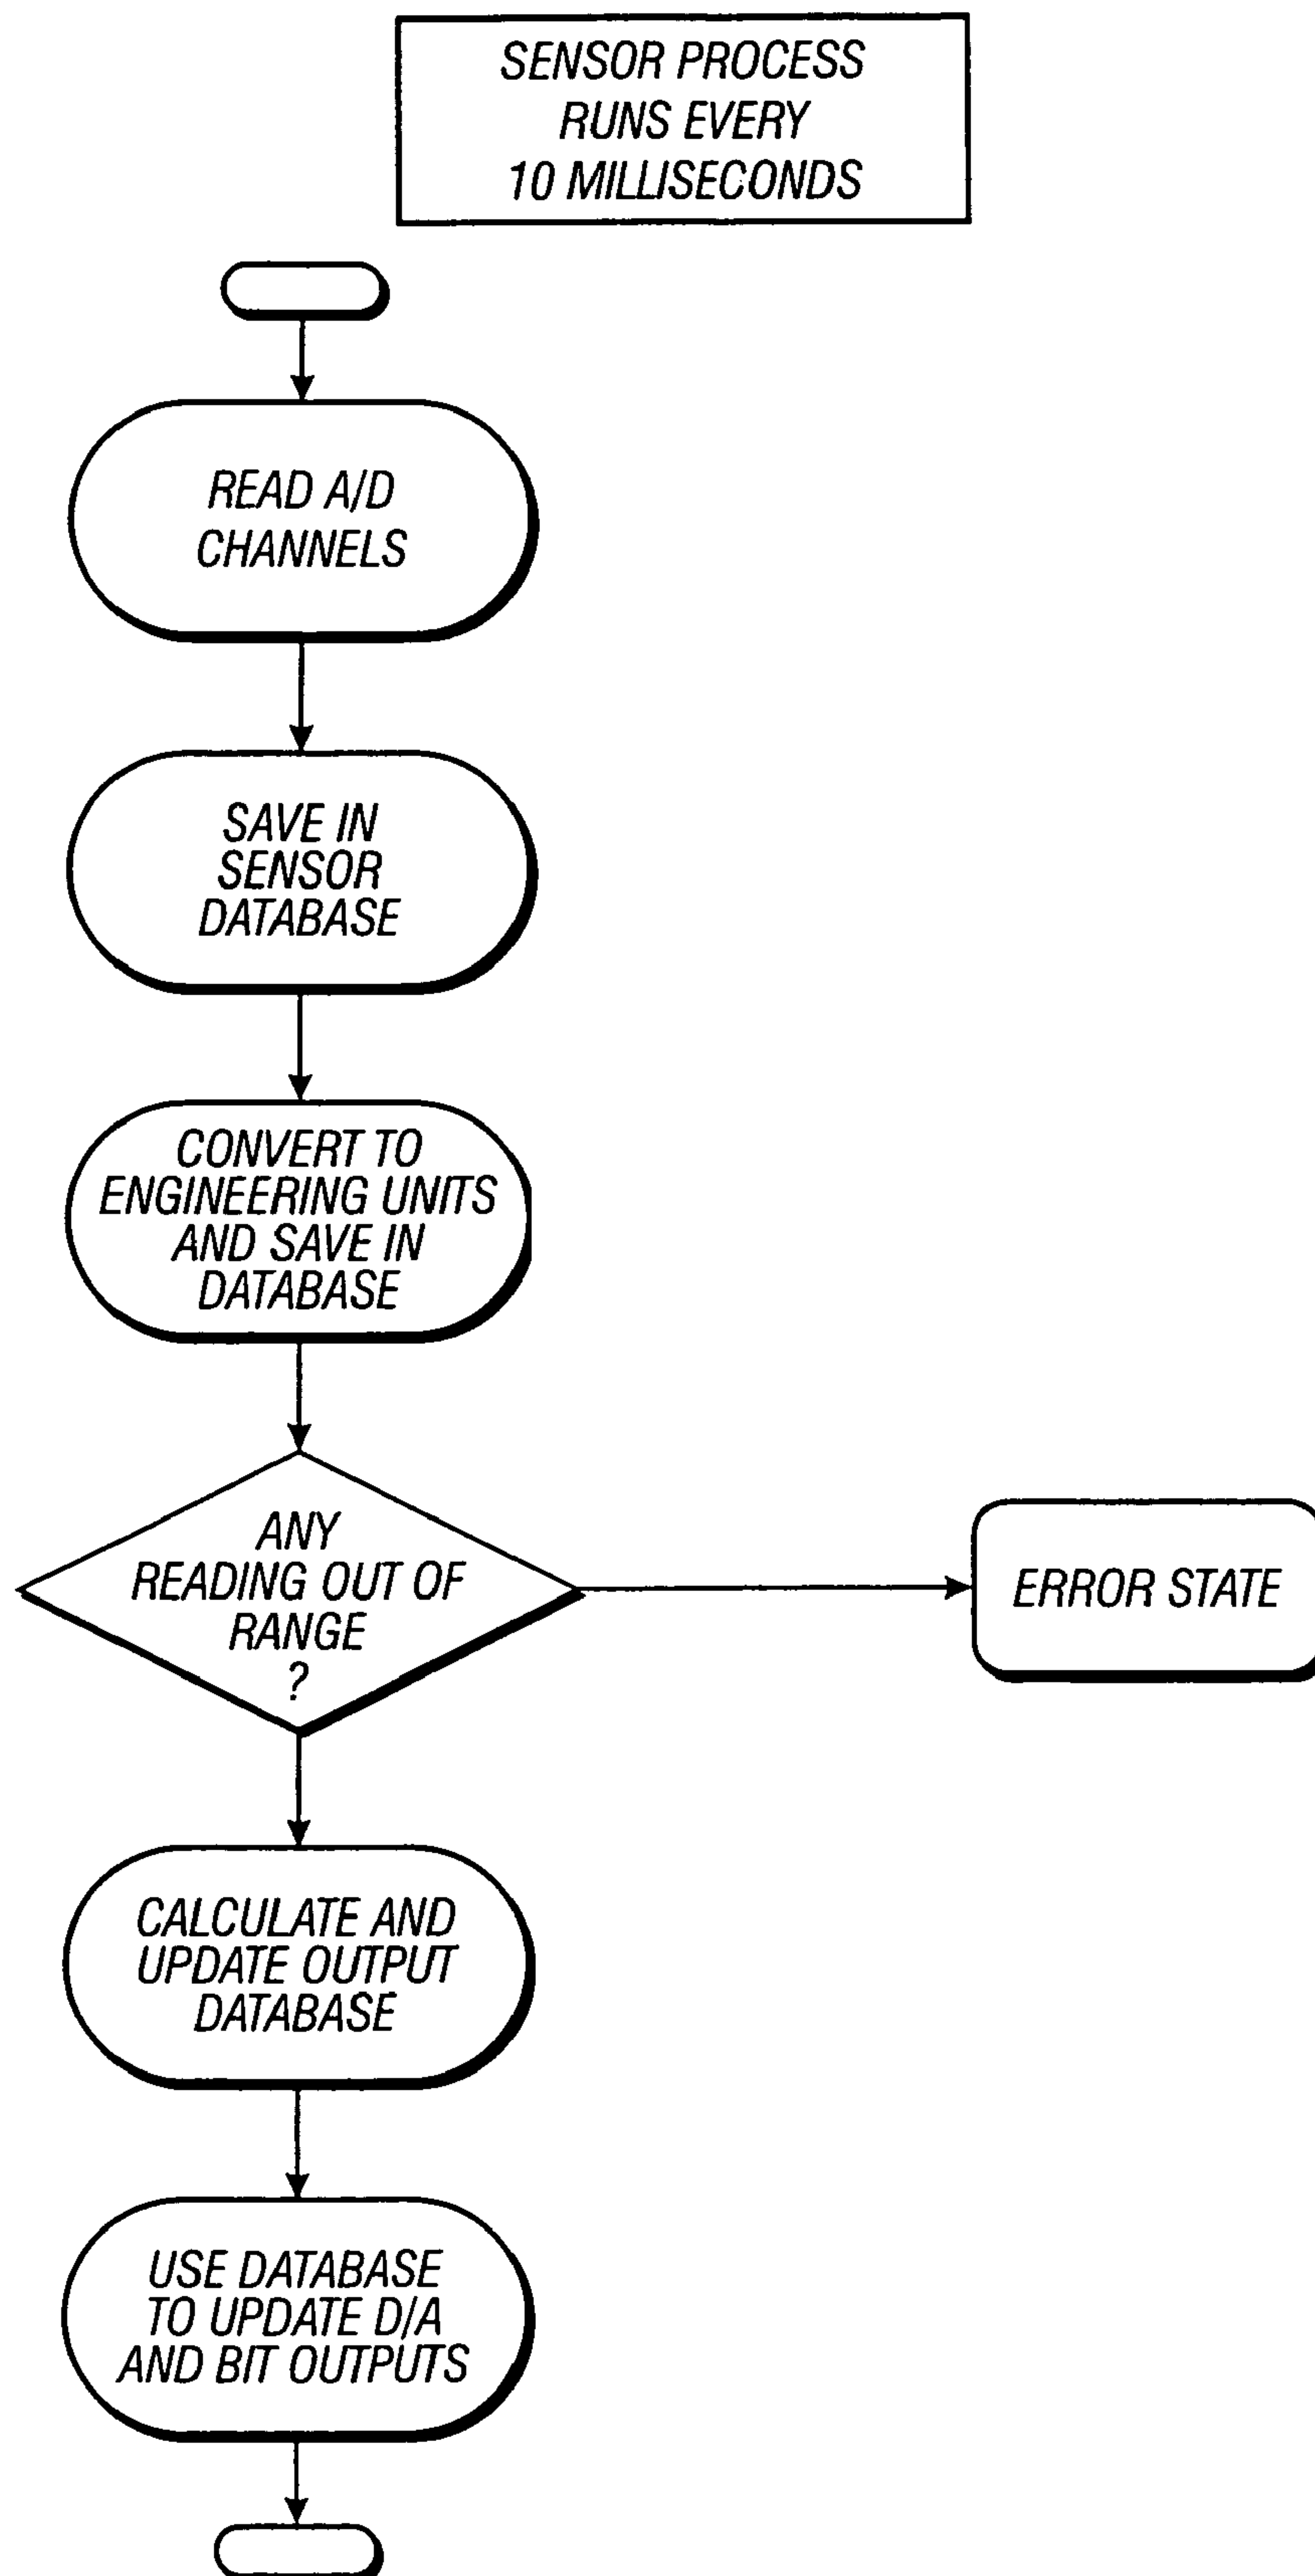 SENSOR PROCESS
RUNS EVERY
10 MILLISECONDS
READ A/D
CHANNELS
SAVE IN
SENSOR
DATABASE
CONVERT TO
ENGINEERING UNITS
AND SAVE IN
DATABASE
ANY
READING OUT OF
RANGE
?
ERROR STATE
CALCULATE AND
UPDATE OUTPUT
DATABASE
USE DATABASE
TO UPDATE D/A
AND BIT OUTPUTS